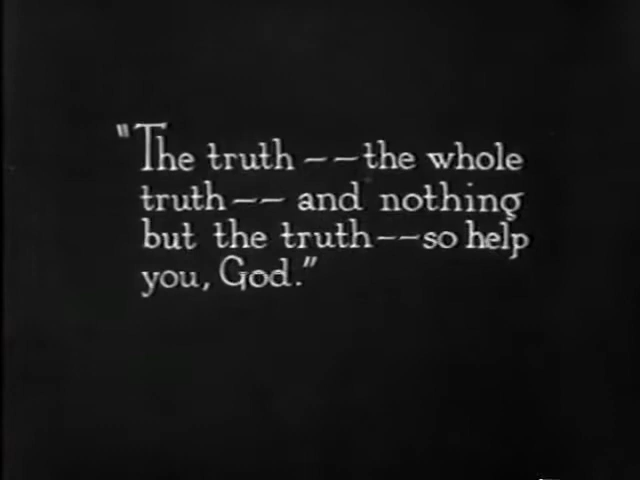 "The truth -- the whole
truth -- and nothing
but the truth -- so help
you, God."